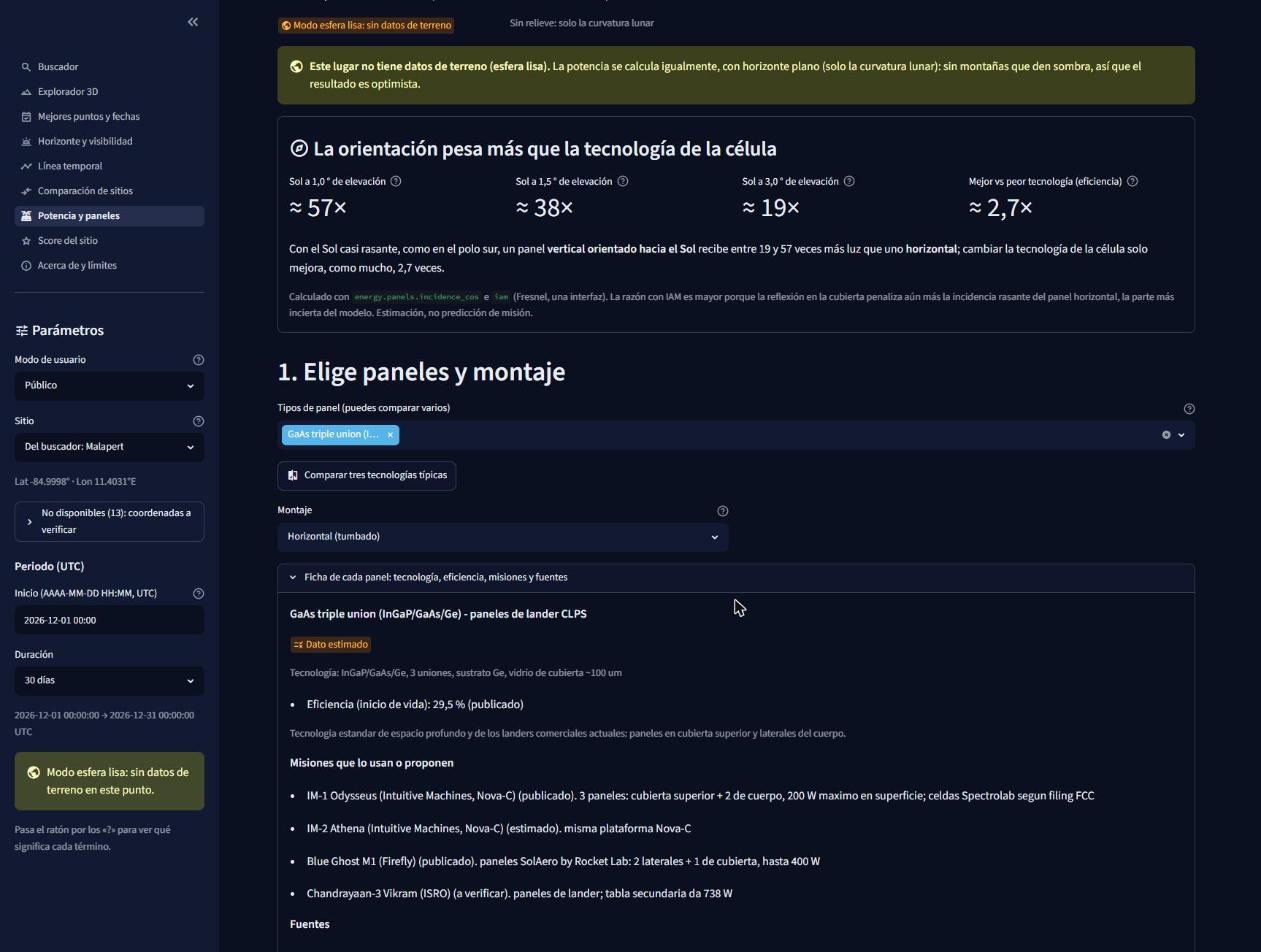 Buscador
Explorador 3D
Mejores puntos y fechas
Horizonte y visibilidad
Línea temporal
Comparación de sitios
Potencia y paneles
Score del sitio
Acerca de y límites
Parámetros
Modo de usuario
Público
Sitio
Del buscador: Malapert
Lat -84.9998° · Lon 11.4031°E
No disponibles (13): coordenadas a
verificar
Periodo (UTC)
Inicio (AAAA-MM-DD HH:MM, UTC)
2026-12-01 00:00
Duración
30 días
2026-12-01 00:00:00 → 2026-12-31 00:00:00
UTC
Modo esfera lisa: sin datos de
terreno en este punto.
Pasa el ratón por los «?» para ver qué
significa cada término.
Modo esfera lisa: sin datos de terreno
Sin relieve: solo la curvatura lunar
Este lugar no tiene datos de terreno (esfera lisa). La potencia se calcula igualmente, con horizonte plano (solo la curvatura lunar): sin montañas que den sombra, así que el
resultado es optimista.
La orientación pesa más que la tecnología de la célula
Sol a 1,0 ° de elevación
≈ 57×
Sol a 1,5 ° de elevación
≈ 38×
Sol a 3,0 ° de elevación
≈ 19×
Mejor vs peor tecnología (eficiencia)
≈ 2,7×
Con el Sol casi rasante, como en el polo sur, un panel vertical orientado hacia el Sol recibe entre 19 y 57 veces más luz que uno horizontal; cambiar la tecnología de la célula solo
mejora, como mucho, 2,7 veces.
Calculado con energy.panels.incidence_cos e iam (Fresnel, una interfaz). La razón con IAM es mayor porque la reflexión en la cubierta penaliza aún más la incidencia rasante del panel horizontal, la parte más
incierta del modelo. Estimación, no predicción de misión.
1. Elige paneles y montaje
Tipos de panel (puedes comparar varios)
GaAs triple union (I...
Comparar tres tecnologías típicas
Montaje
Horizontal (tumbado)
Ficha de cada panel: tecnología, eficiencia, misiones y fuentes
GaAs triple union (InGaP/GaAs/Ge) - paneles de lander CLPS
Dato estimado
Tecnología: InGaP/GaAs/Ge, 3 uniones, sustrato Ge, vidrio de cubierta ~100 um
• Eficiencia (inicio de vida): 29,5 % (publicado)
Tecnologia estandar de espacio profundo y de los landers comerciales actuales: paneles en cubierta superior y laterales del cuerpo.
Misiones que lo usan o proponen
• IM-1 Odysseus (Intuitive Machines, Nova-C) (publicado). 3 paneles: cubierta superior + 2 de cuerpo, 200 W maximo en superficie; celdas Spectrolab segun filing FCC
• IM-2 Athena (Intuitive Machines, Nova-C) (estimado). misma plataforma Nova-C
• Blue Ghost M1 (Firefly) (publicado). paneles SolAero by Rocket Lab: 2 laterales + 1 de cubierta, hasta 400 W
• Chandrayaan-3 Vikram (ISRO) (a verificar). paneles de lander; tabla secundaria da 738 W
Fuentes